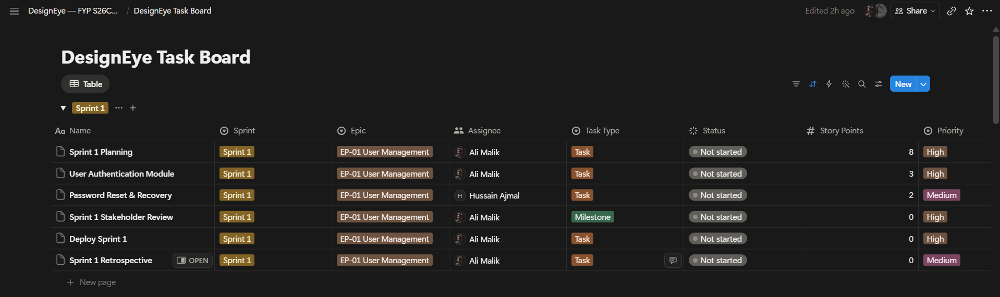 DesignEye — FYP S26C... / DesignEye Task Board
Edited 2h ago Share
DesignEye Task Board
Table
New
Sprint 1
Aa Name Sprint Epic Assignee Task Type Status # Story Points Priority
Sprint 1 Planning Sprint 1 EP-01 User Management Ali Malik Task Not started 8 High
User Authentication Module Sprint 1 EP-01 User Management Ali Malik Task Not started 3 High
Password Reset & Recovery Sprint 1 EP-01 User Management H Hussain Ajmal Task Not started 2 Medium
Sprint 1 Stakeholder Review Sprint 1 EP-01 User Management Ali Malik Milestone Not started 0 High
Deploy Sprint 1 Sprint 1 EP-01 User Management Ali Malik Task Not started 0 High
Sprint 1 Retrospective OPEN Sprint 1 EP-01 User Management Ali Malik Task Not started 0 Medium
+ New page